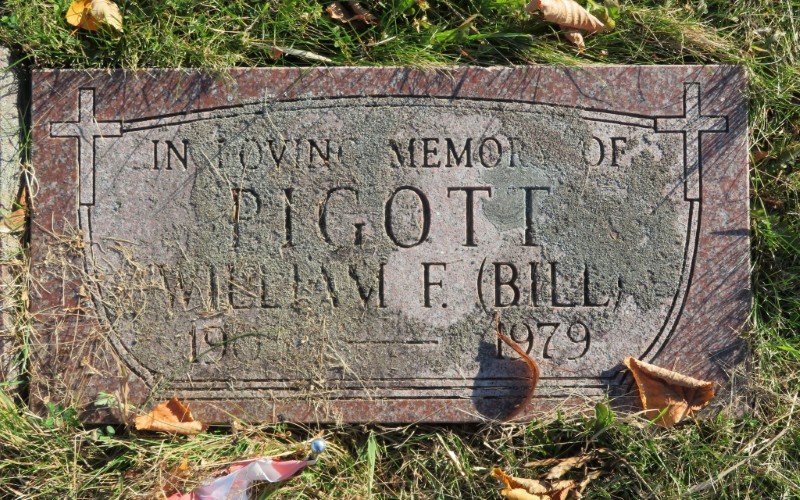 IN LOVING MEMORY OF
PIGOTT
WILLIAM F. (BILL)
— 1979